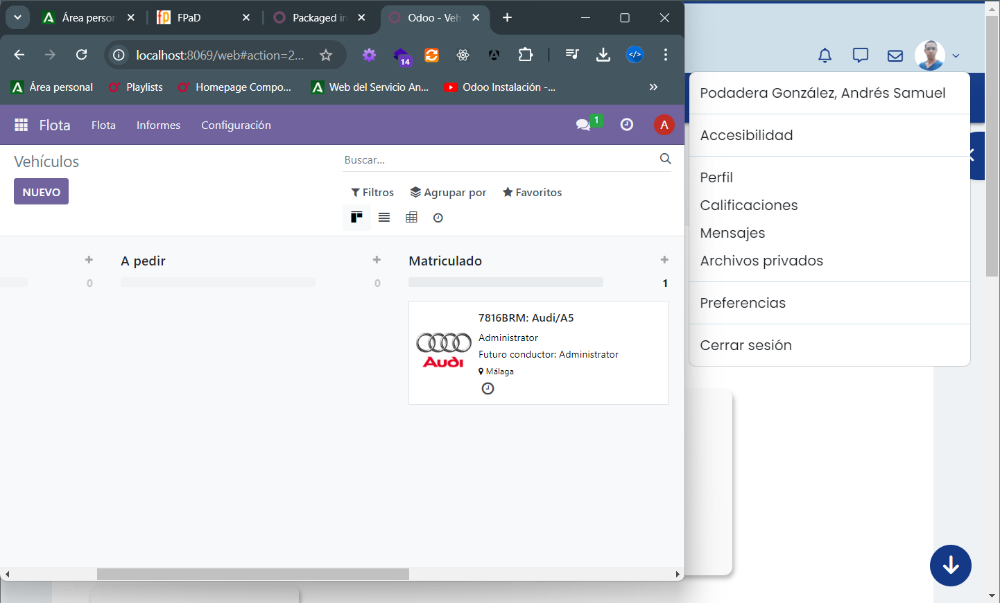 Área person
FPaD
Packaged in
Odoo - Veh
localhost:8069/web#action=2...
14
Área personal
Playlists
Homepage Compo...
Web del Servicio An...
Odoo Instalación -...
Flota
Flota
Informes
Configuración
1
A
Vehículos
Buscar...
NUEVO
Filtros
Agrupar por
Favoritos
0
A pedir
0
Matriculado
1
7816BRM: Audi/A5
Administrator
Futuro conductor: Administrator
Málaga
Audi
Podadera González, Andrés Samuel
Accesibilidad
Perfil
Calificaciones
Mensajes
Archivos privados
Preferencias
Cerrar sesión